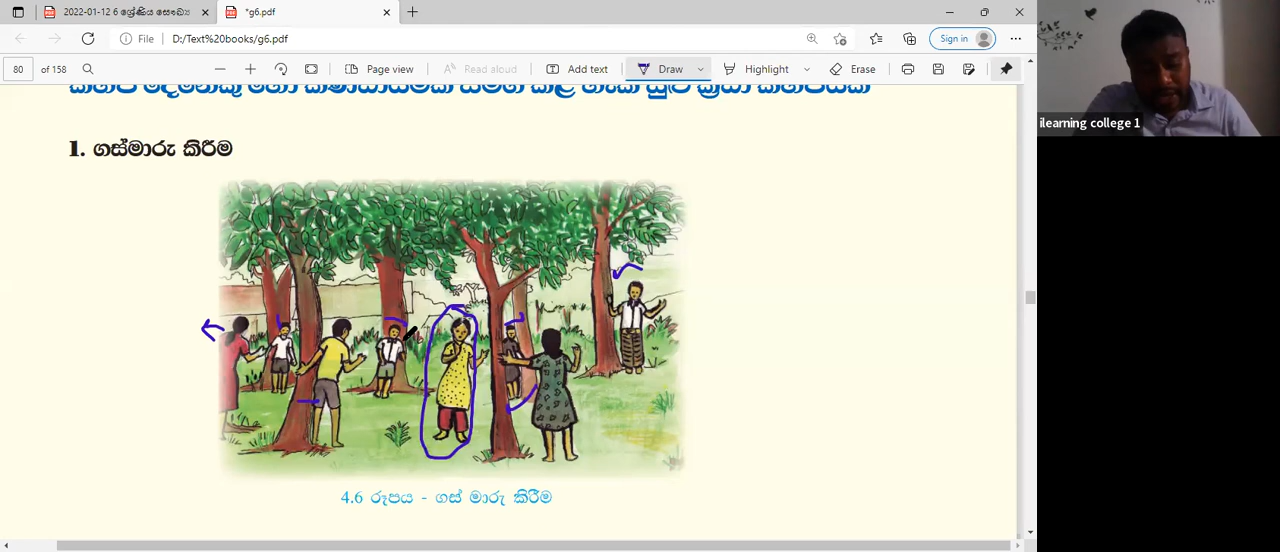 2022-01-12 6 ශ්‍රේණිය සෞඛ්‍ය
*g6.pdf
File D:/Text%20books/g6.pdf
Sign in
80 of 158
Page view
Read aloud
Add text
Draw
Highlight
Erase
1. ගස්මාරු කිරීම
4.6 රූපය - ගස් මාරු කිරීම
ilearning college 1